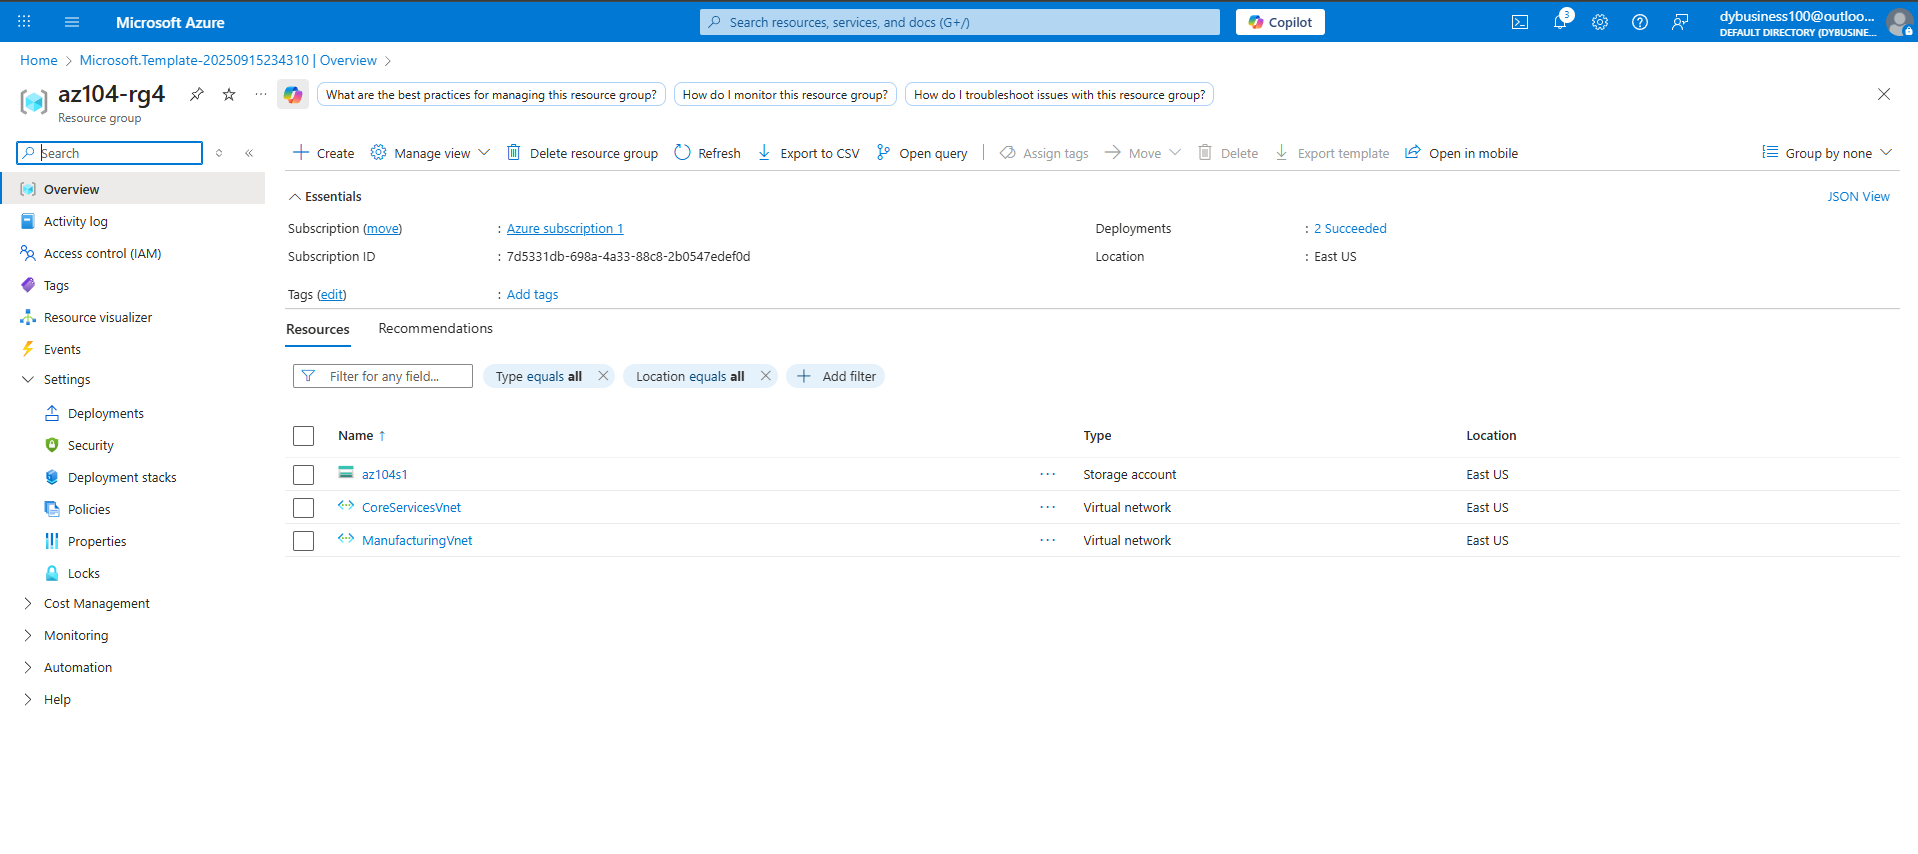 Microsoft Azure
Search resources, services, and docs (G+/)
Copilot
3
dybusiness100@outloo...
DEFAULT DIRECTORY (DYBUSINE...
Home > Microsoft.Template-20250915234310 | Overview >
az104-rg4
Resource group
What are the best practices for managing this resource group?
How do I monitor this resource group?
How do I troubleshoot issues with this resource group?
Search
Create
Manage view
Delete resource group
Refresh
Export to CSV
Open query
Assign tags
Move
Delete
Export template
Open in mobile
Group by none
Overview
Activity log
Access control (IAM)
Tags
Resource visualizer
Events
Settings
Deployments
Security
Deployment stacks
Policies
Properties
Locks
Cost Management
Monitoring
Automation
Help
Essentials
JSON View
Subscription (move) : Azure subscription 1
Deployments : 2 Succeeded
Subscription ID : 7d5331db-698a-4a33-88c8-2b0547edef0d
Location : East US
Tags (edit) : Add tags
Resources
Recommendations
Filter for any field...
Type equals all
Location equals all
Add filter
Name ↑ Type Location
az104s1 ... Storage account East US
CoreServicesVnet ... Virtual network East US
ManufacturingVnet ... Virtual network East US